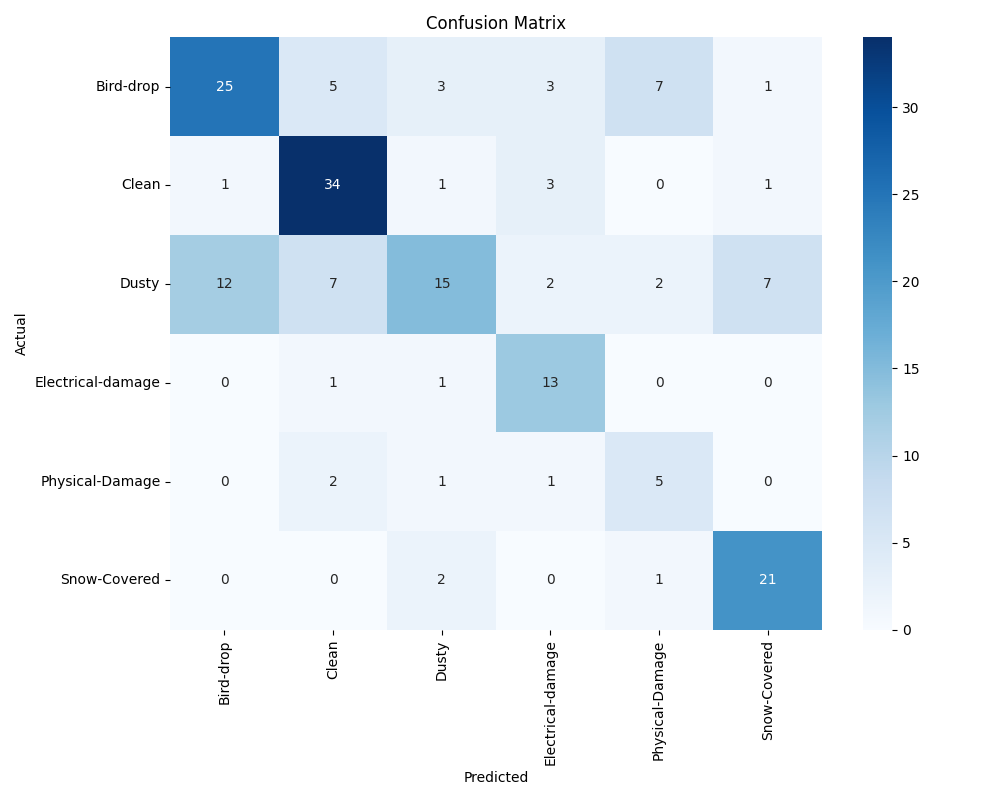 Confusion Matrix
Actual
Bird-drop 25 5 3 3 7 1
Clean 1 34 1 3 0 1
Dusty 12 7 15 2 2 7
Electrical-damage 0 1 1 13 0 0
Physical-Damage 0 2 1 1 5 0
Snow-Covered 0 0 2 0 1 21
Bird-drop Clean Dusty Electrical-damage Physical-Damage Snow-Covered
Predicted
30
25
20
15
10
5
0